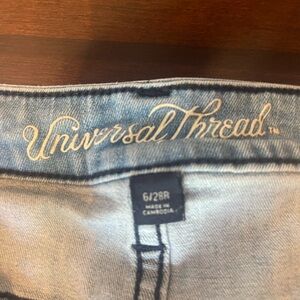 Universal Thread™
6/28R
MADE IN
CAMBODIA